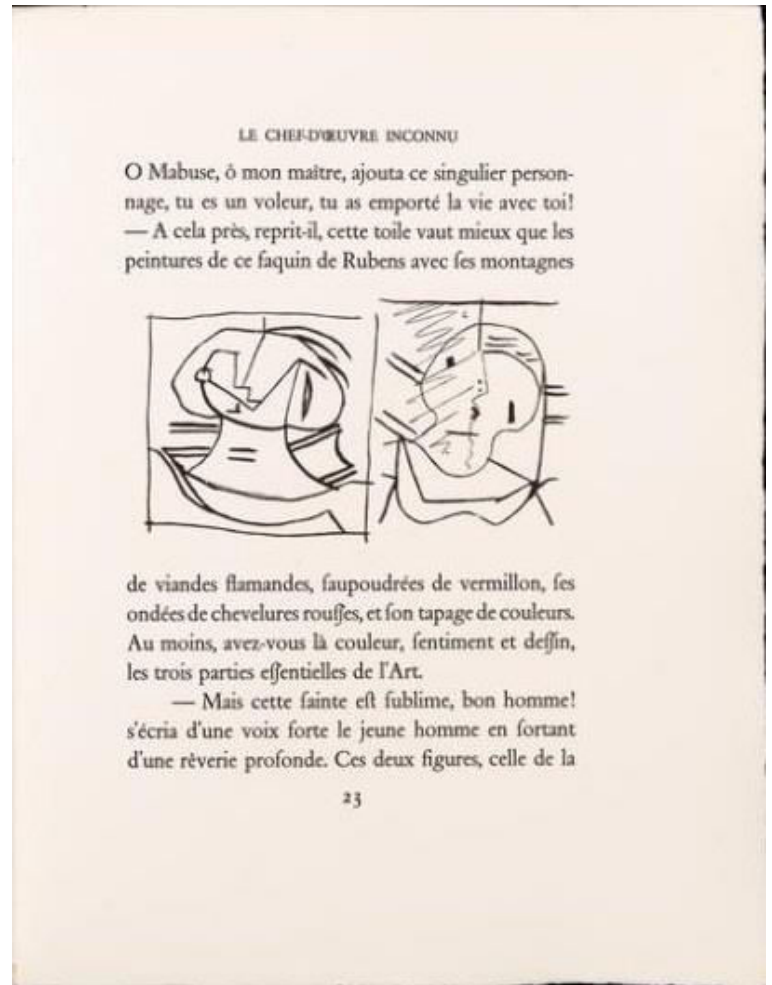 LE CHEF-D'ŒUVRE INCONNU
O Mabuse, ô mon maître, ajouta ce singulier person-
nage, tu es un voleur, tu as emporté la vie avec toi!
— A cela près, reprit-il, cette toile vaut mieux que les
peintures de ce faquin de Rubens avec ſes montagnes
de viandes flamandes, ſaupoudrées de vermillon, ſes
ondées de chevelures rouſſes, et ſon tapage de couleurs.
Au moins, avez-vous là couleur, ſentiment et deſſin,
les trois parties eſſentielles de l'Art.
— Mais cette ſainte eſt ſublime, bon homme!
s'écria d'une voix forte le jeune homme en ſortant
d'une rêverie profonde. Ces deux figures, celle de la
23